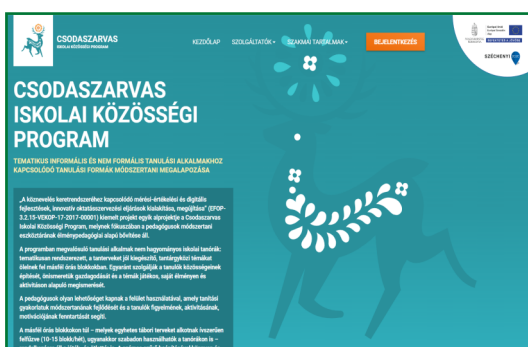 CSODASZARVAS
ISKOLAI KÖZÖSSÉGI PROGRAM
KEZDŐLAP
SZOLGÁLTATÓK
SZAKMAI TARTALMAK
BEJELENTKEZÉS
SZÉCHENYI
CSODASZARVAS
ISKOLAI KÖZÖSSÉGI
PROGRAM
TEMATIKUS INFORMÁLIS ÉS NEM FORMÁLIS TANULÁSI ALKALMAKHOZ
KAPCSOLÓDÓ TANULÁSI FORMÁK MÓDSZERTANI MEGALAPOZÁSA
„A köznevelés keretrendszeréhez kapcsolódó mérési-értékelési és digitális
fejlesztések, innovatív oktatásszervezési eljárások kialakítása, megújítása” (EFOP-
3.2.15-VEKOP-17-2017-00001) kiemelt projekt egyik alprojektje a Csodaszarvas
Iskolai Közösségi Program, melynek fókuszában a pedagógusok módszertani
eszköztárának élménypedagógiai alapú bővítése áll.
A programban megvalósuló tanulási alkalmak nem hagyományos iskolai tanórák:
tematikusan rendszerezett, a tanterveket jól kiegészítő, tantárgyközi témákat
ölelnek fel másfél órás blokkokban. Egyaránt szolgálják a tanulók közösségeinek
építését, önismeretük gazdagodását és a témák játékos, saját élményen és
aktivitáson alapuló megismerését.
A pedagógusok olyan lehetőséget kapnak a felület használatával, amely tanítási
gyakorlatuk módszertanának fejlődését és a tanulók figyelmének, aktivitásának,
motivációjának fenntartását segíti.
A másfél órás blokkokon túl – melyek egyhetes tábori terveket alkotnak ívszerűen
felfűzve (10-15 blokk/hét), ugyanakkor szabadon használhatók a tanórákon is –